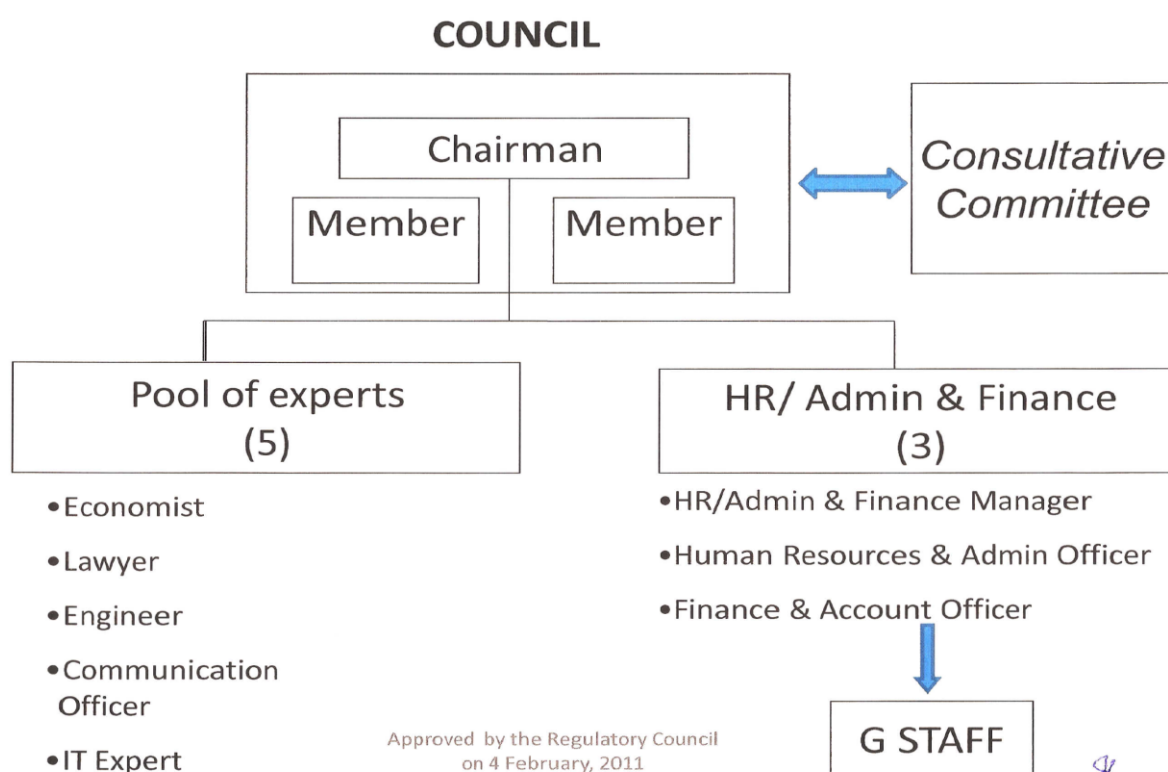 COUNCIL
Chairman
Member
Member
Consultative
Committee
Pool of experts
(5)
•Economist
•Lawyer
•Engineer
•Communication
Officer
•IT Expert
HR/ Admin & Finance
(3)
•HR/Admin & Finance Manager
•Human Resources & Admin Officer
•Finance & Account Officer
G STAFF
Approved by the Regulatory Council
on 4 February, 2011